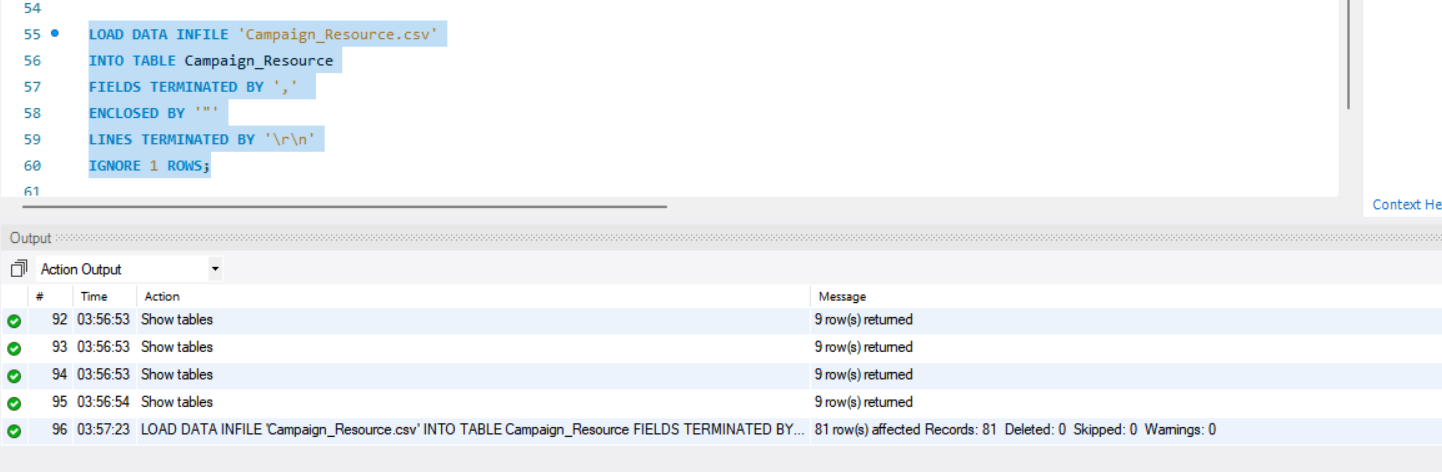 54
55 LOAD DATA INFILE 'Campaign_Resource.csv'
56 INTO TABLE Campaign_Resource
57 FIELDS TERMINATED BY ','
58 ENCLOSED BY '"'
59 LINES TERMINATED BY '\r\n'
60 IGNORE 1 ROWS;
61
Context He
Output
Action Output
# Time Action Message
92 03:56:53 Show tables 9 row(s) returned
93 03:56:53 Show tables 9 row(s) returned
94 03:56:53 Show tables 9 row(s) returned
95 03:56:54 Show tables 9 row(s) returned
96 03:57:23 LOAD DATA INFILE 'Campaign_Resource.csv' INTO TABLE Campaign_Resource FIELDS TERMINATED BY... 81 row(s) affected Records: 81 Deleted: 0 Skipped: 0 Warnings: 0